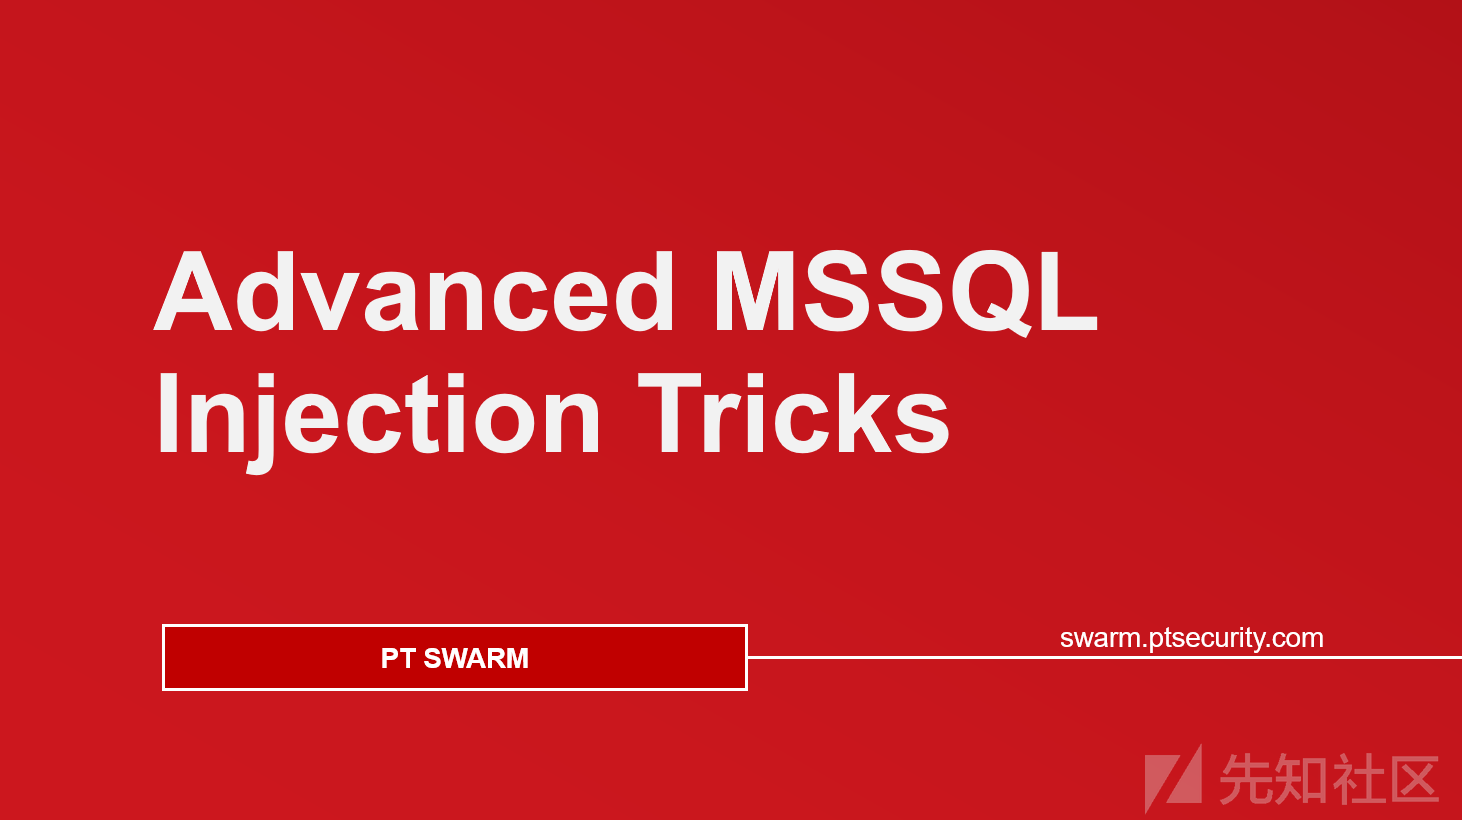 Advanced MSSQL
Injection Tricks
PT SWARM
swarm.ptsecurity.com
先知社区